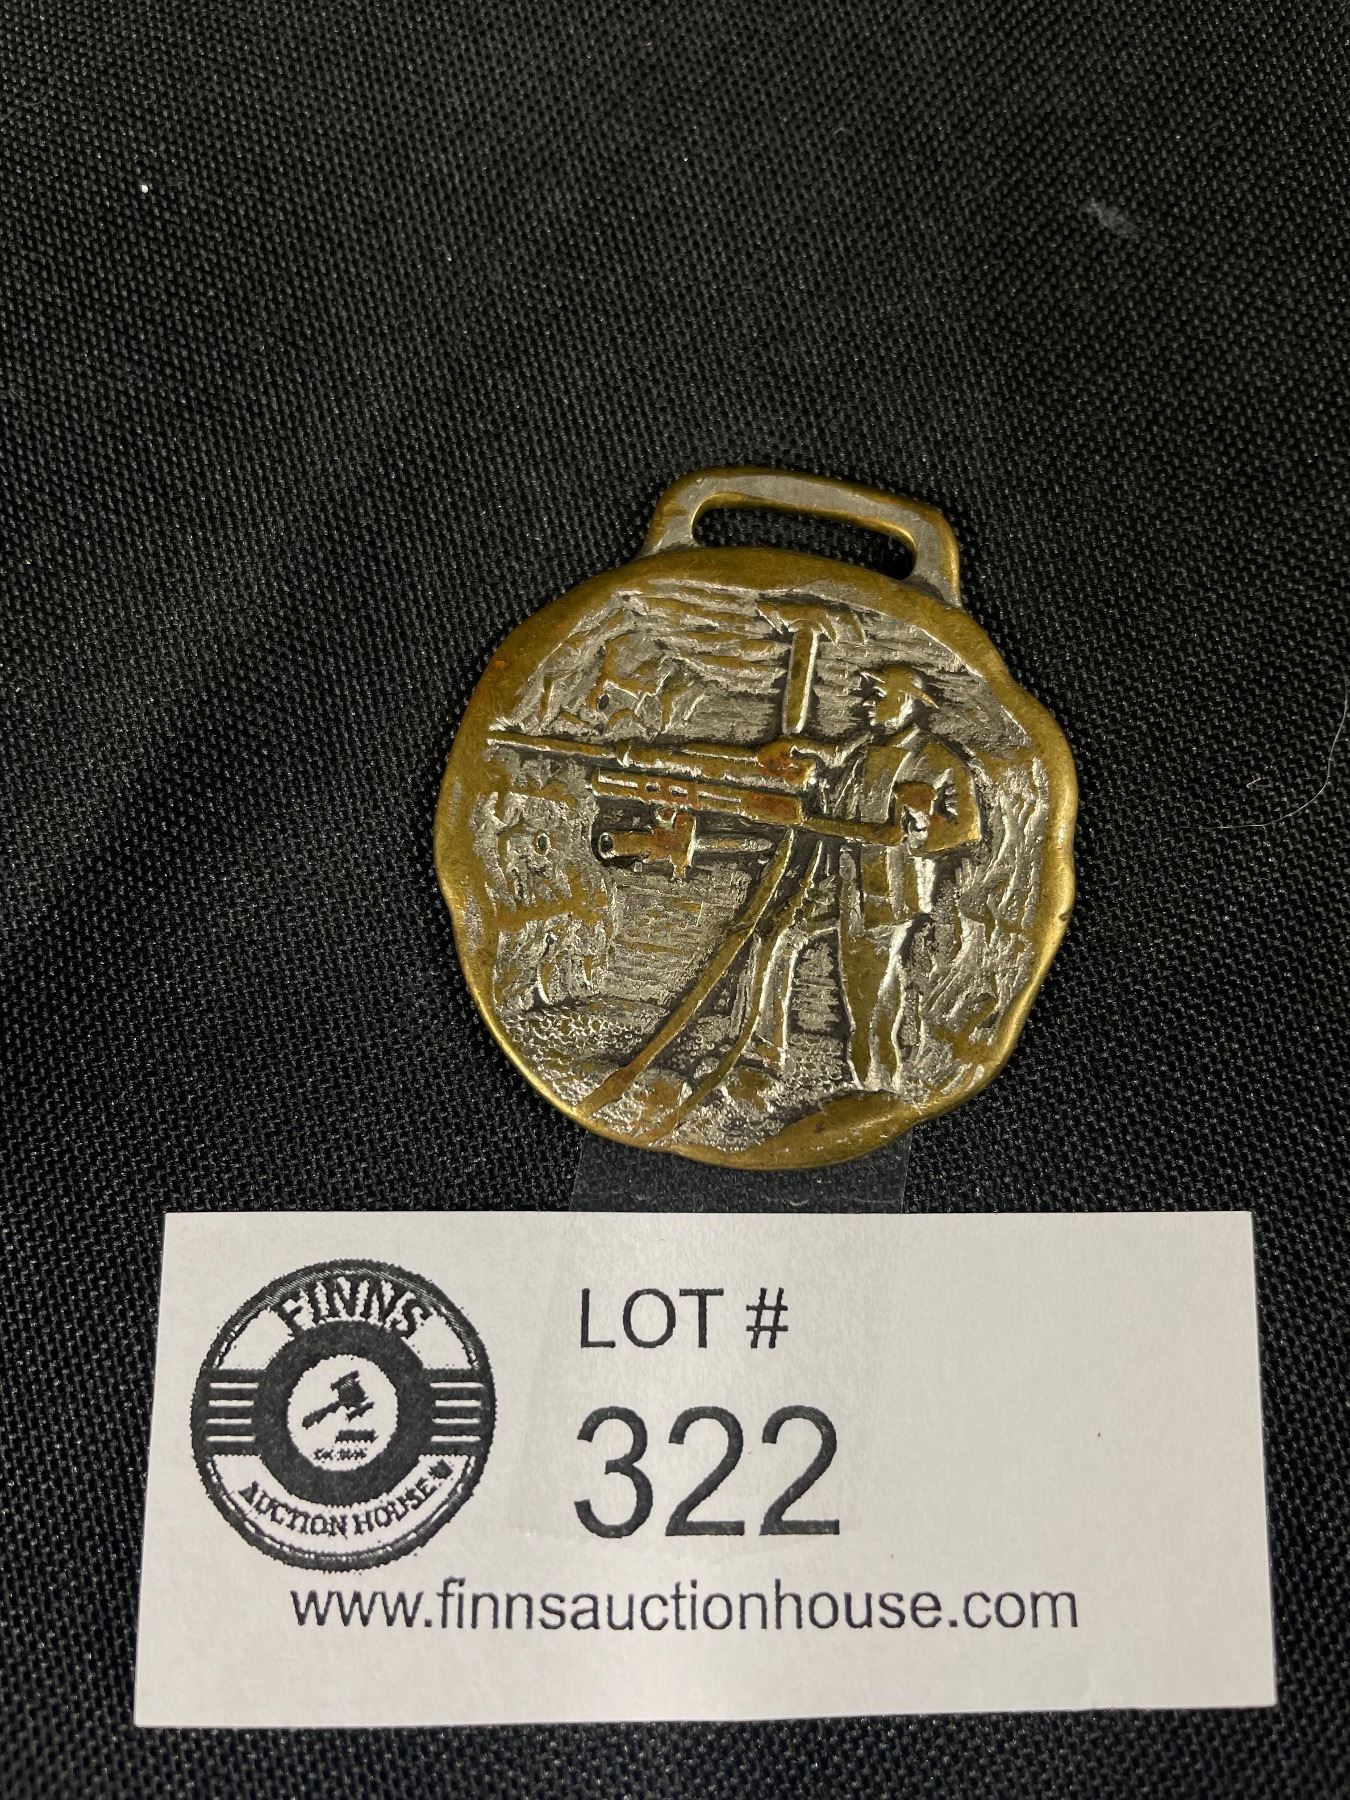 FINNS
AUCTION HOUSE
LOT #
322
www.finnsauctionhouse.com